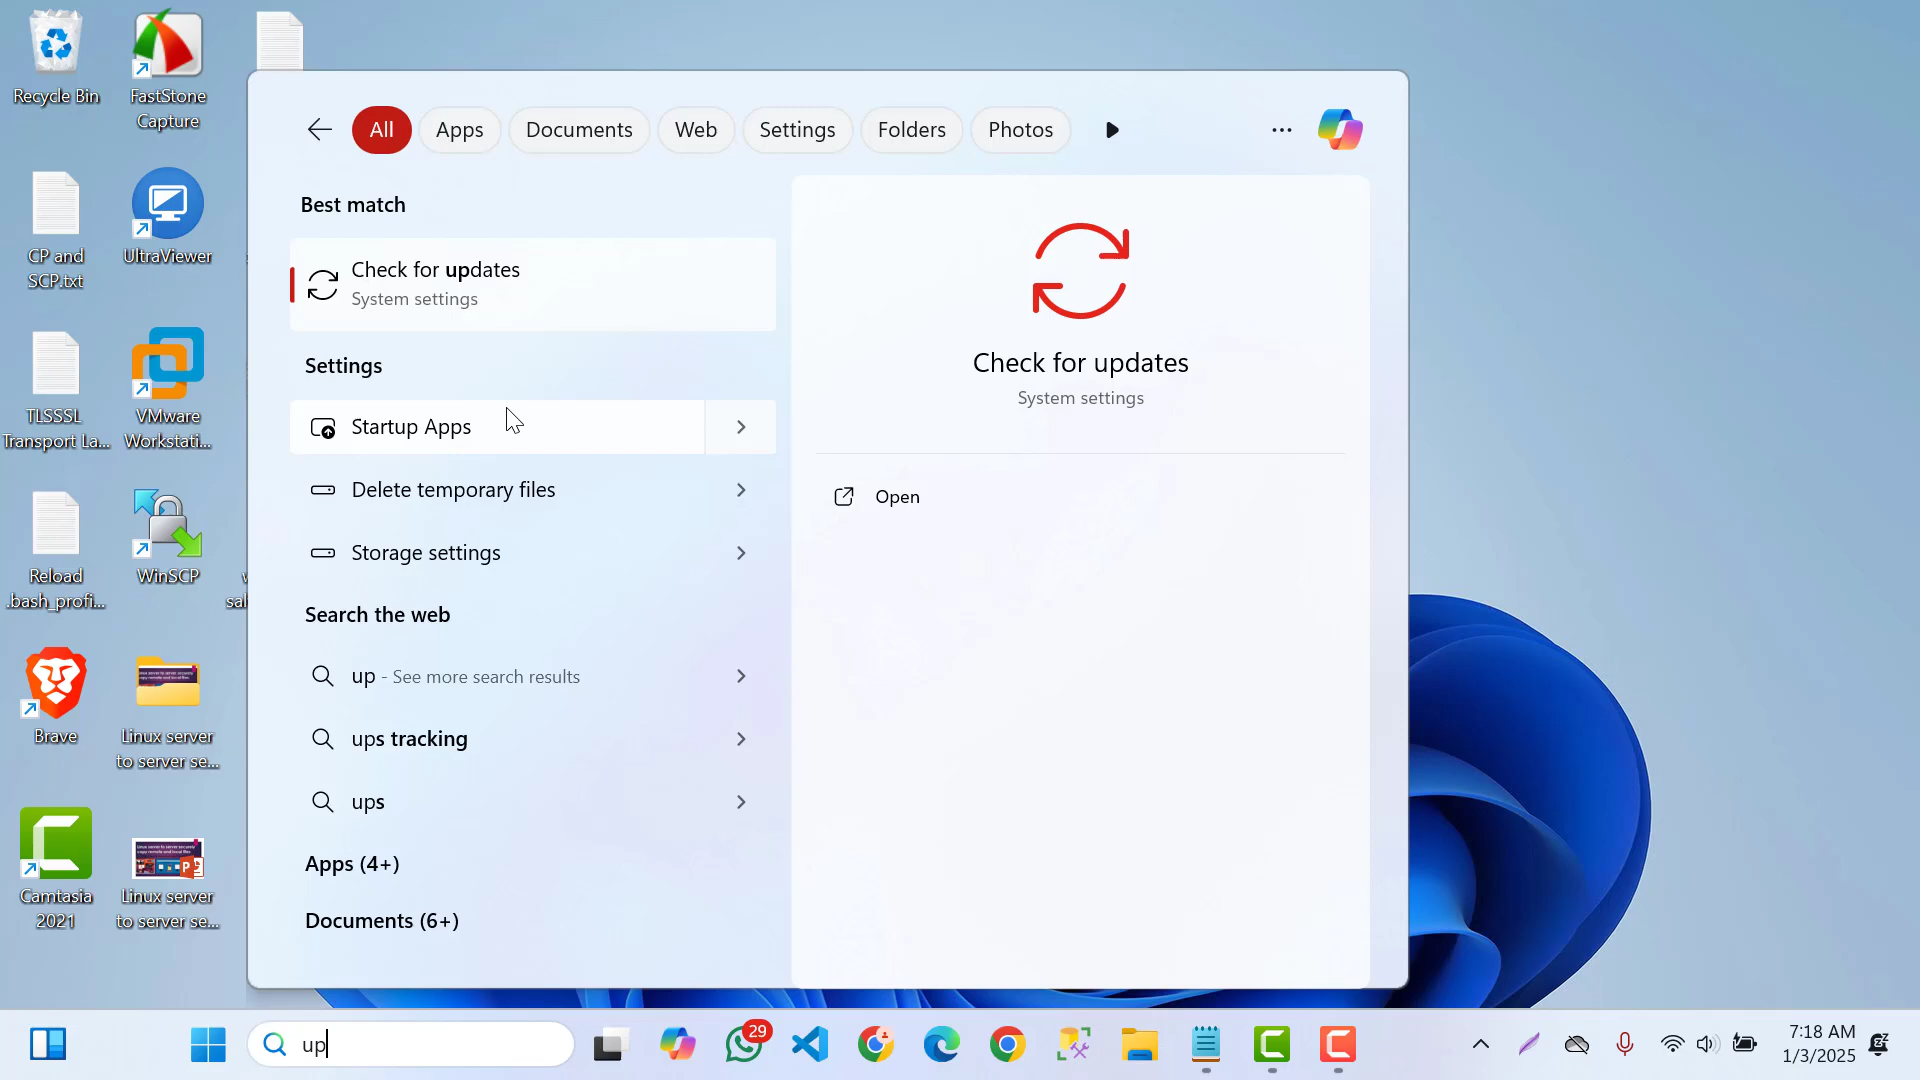 Recycle Bin
FastStone
Capture
CP and
SCP.txt
UltraViewer
TLSSSL
Transport La...
VMware
Workstati...
Reload
.bash_profi...
WinSCP
Brave
Linux server
to server se...
Camtasia
2021
Linux server
to server se...
All
Apps
Documents
Web
Settings
Folders
Photos
Best match
Check for updates
System settings
Settings
Startup Apps
Delete temporary files
Storage settings
Search the web
up - See more search results
ups tracking
ups
Apps (4+)
Documents (6+)
Check for updates
System settings
Open
up
29
7:18 AM
1/3/2025